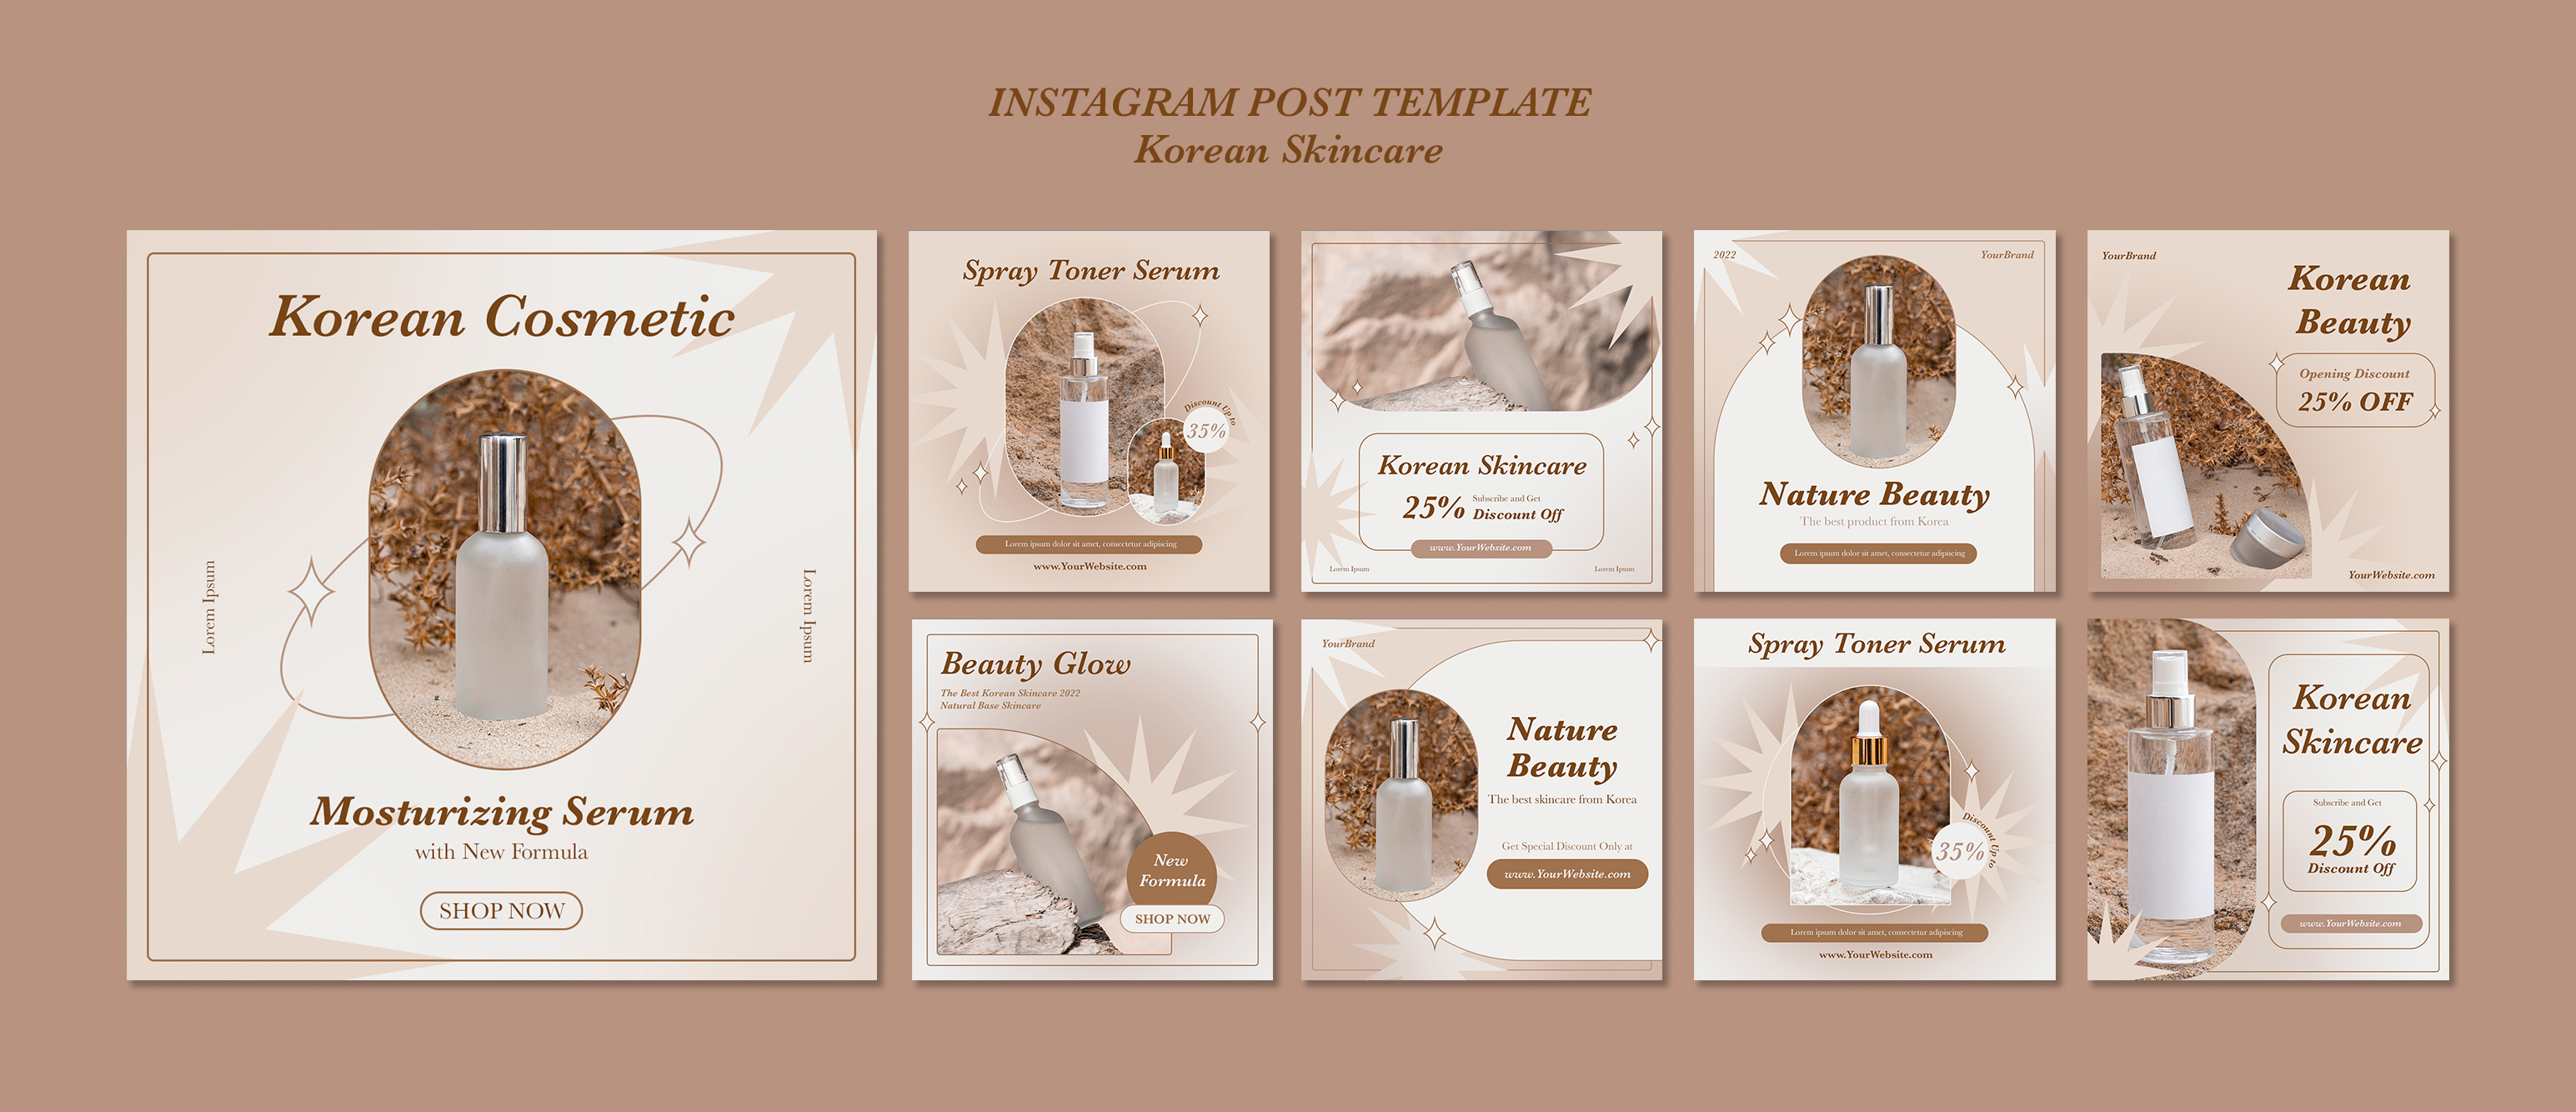 INSTAGRAM POST TEMPLATE
Korean Skincare
Korean Cosmetic
Lorem Ipsum
Lorem Ipsum
Mosturizing Serum
with New Formula
SHOP NOW
Spray Toner Serum
Discount Up to
35%
Lorem ipsum dolor sit amet, consectetur adipiscing
www.YourWebsite.com
Korean Skincare
25%
Subscribe and Get
Discount Off
www.YourWebsite.com
Lorem Ipsum
Lorem Ipsum
2022
YourBrand
Nature Beauty
The best product from Korea
Lorem ipsum dolor sit amet, consectetur adipiscing
YourBrand
Korean
Beauty
Opening Discount
25% OFF
YourWebsite.com
Beauty Glow
The Best Korean Skincare 2022
Natural Base Skincare
New
Formula
SHOP NOW
YourBrand
Nature
Beauty
The best skincare from Korea
Get Special Discount Only at
www.YourWebsite.com
Spray Toner Serum
Discount Up to
35%
Lorem ipsum dolor sit amet, consectetur adipiscing
www.YourWebsite.com
Korean
Skincare
Subscribe and Get
25%
Discount Off
www.YourWebsite.com